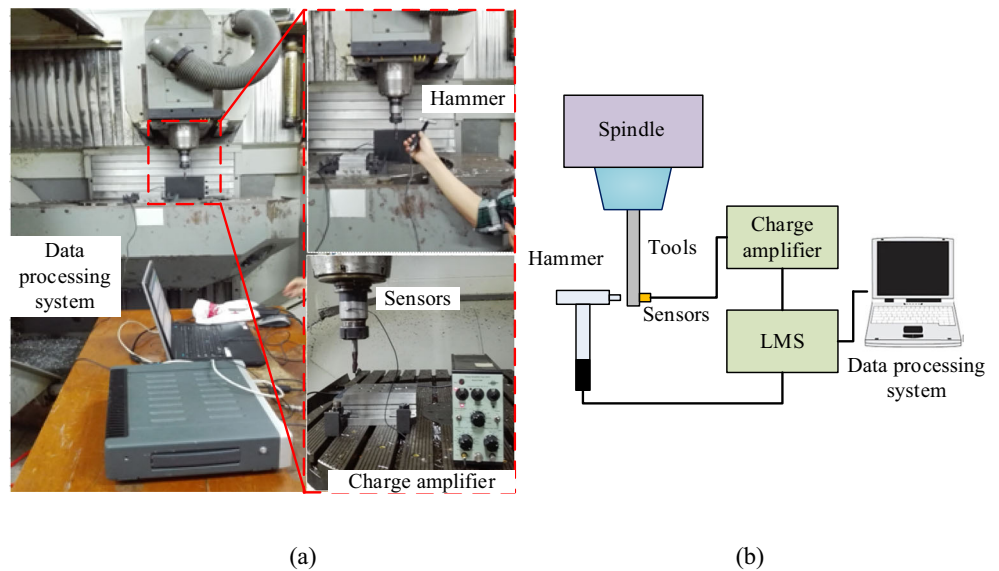 Hammer
Data
processing
system
Sensors
Charge amplifier
Spindle
Charge
amplifier
Tools
Hammer
Sensors
LMS
Data processing
system
(a)
(b)